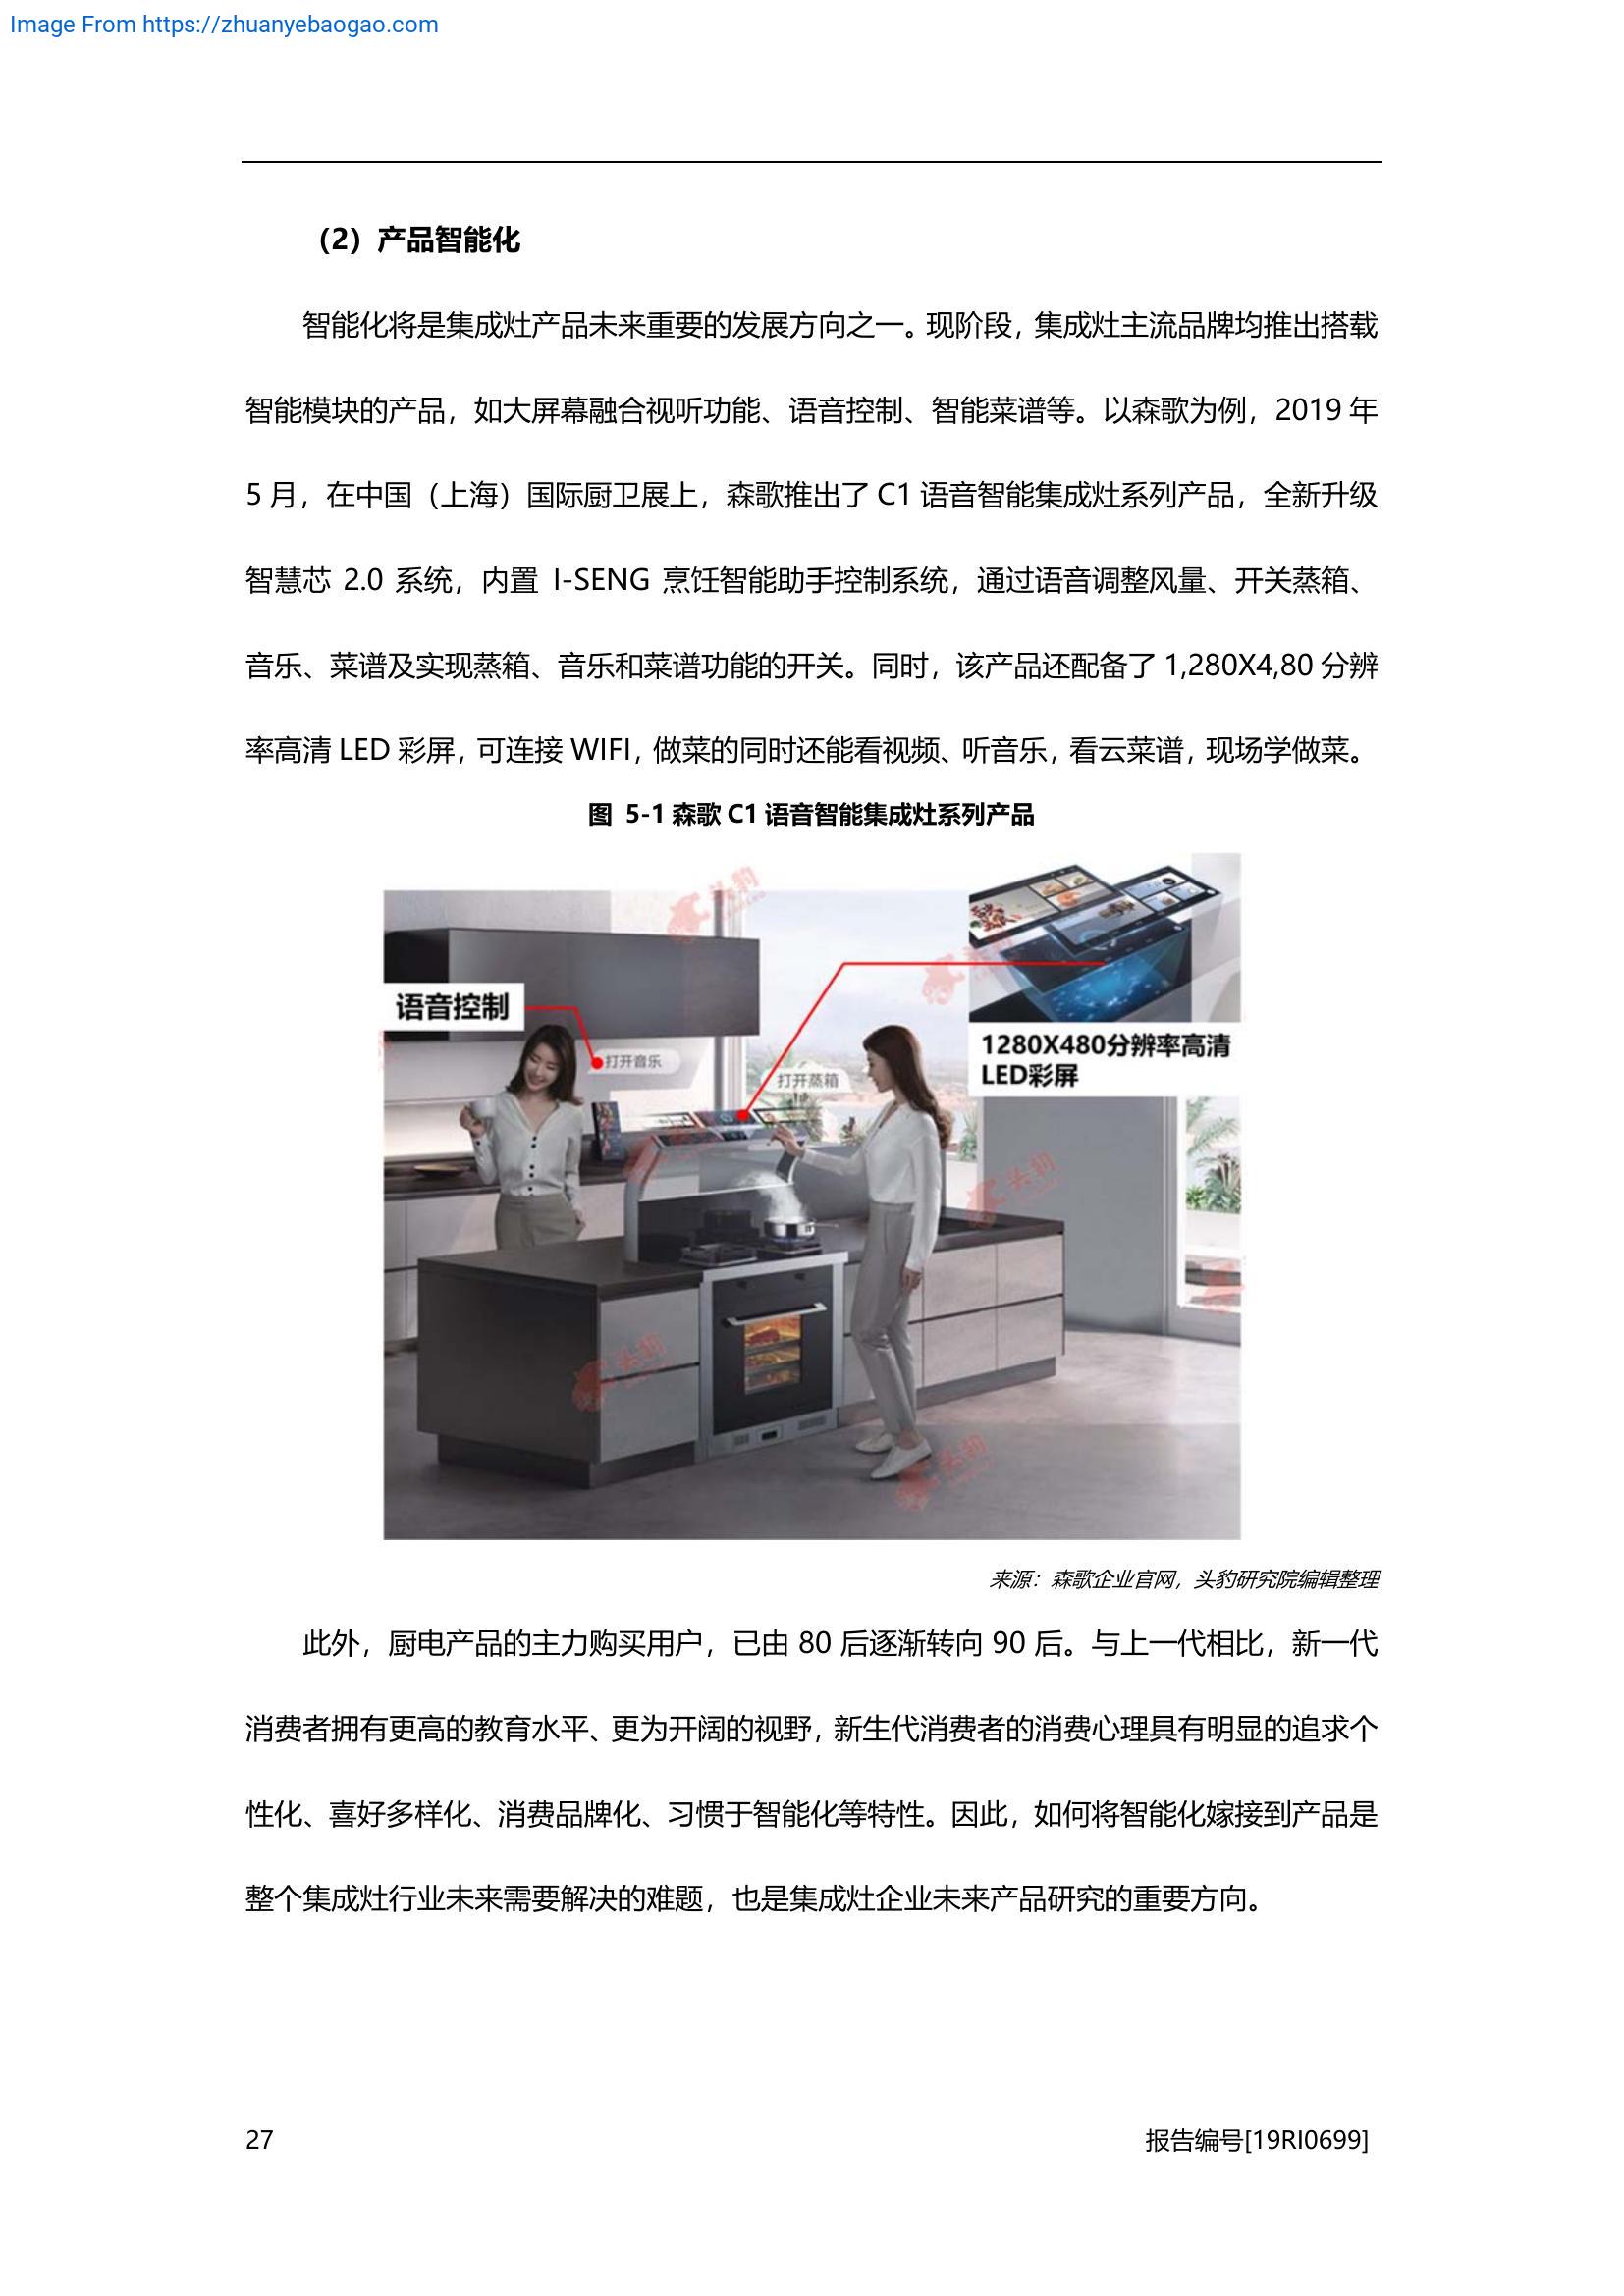 Image From https://zhuanyebaogao.com
（2）产品智能化
智能化将是集成灶产品未来重要的发展方向之一。现阶段，集成灶主流品牌均推出搭载
智能模块的产品，如大屏幕融合视听功能、语音控制、智能菜谱等。以森歌为例，2019 年
5 月，在中国（上海）国际厨卫展上，森歌推出了 C1 语音智能集成灶系列产品，全新升级
智慧芯 2.0 系统，内置 I-SENG 烹饪智能助手控制系统，通过语音调整风量、开关蒸箱、
音乐、菜谱及实现蒸箱、音乐和菜谱功能的开关。同时，该产品还配备了 1,280X4,80 分辨
率高清 LED 彩屏，可连接 WIFI，做菜的同时还能看视频、听音乐，看云菜谱，现场学做菜。
图 5-1 森歌 C1 语音智能集成灶系列产品
头豹
语音控制
打开音乐
打开蒸箱
1280X480分辨率高清
LED彩屏
头豹
头豹
头豹
来源：森歌企业官网，头豹研究院编辑整理
此外，厨电产品的主力购买用户，已由 80 后逐渐转向 90 后。与上一代相比，新一代
消费者拥有更高的教育水平、更为开阔的视野，新生代消费者的消费心理具有明显的追求个
性化、喜好多样化、消费品牌化、习惯于智能化等特性。因此，如何将智能化嫁接到产品是
整个集成灶行业未来需要解决的难题，也是集成灶企业未来产品研究的重要方向。
27
报告编号[19RI0699]